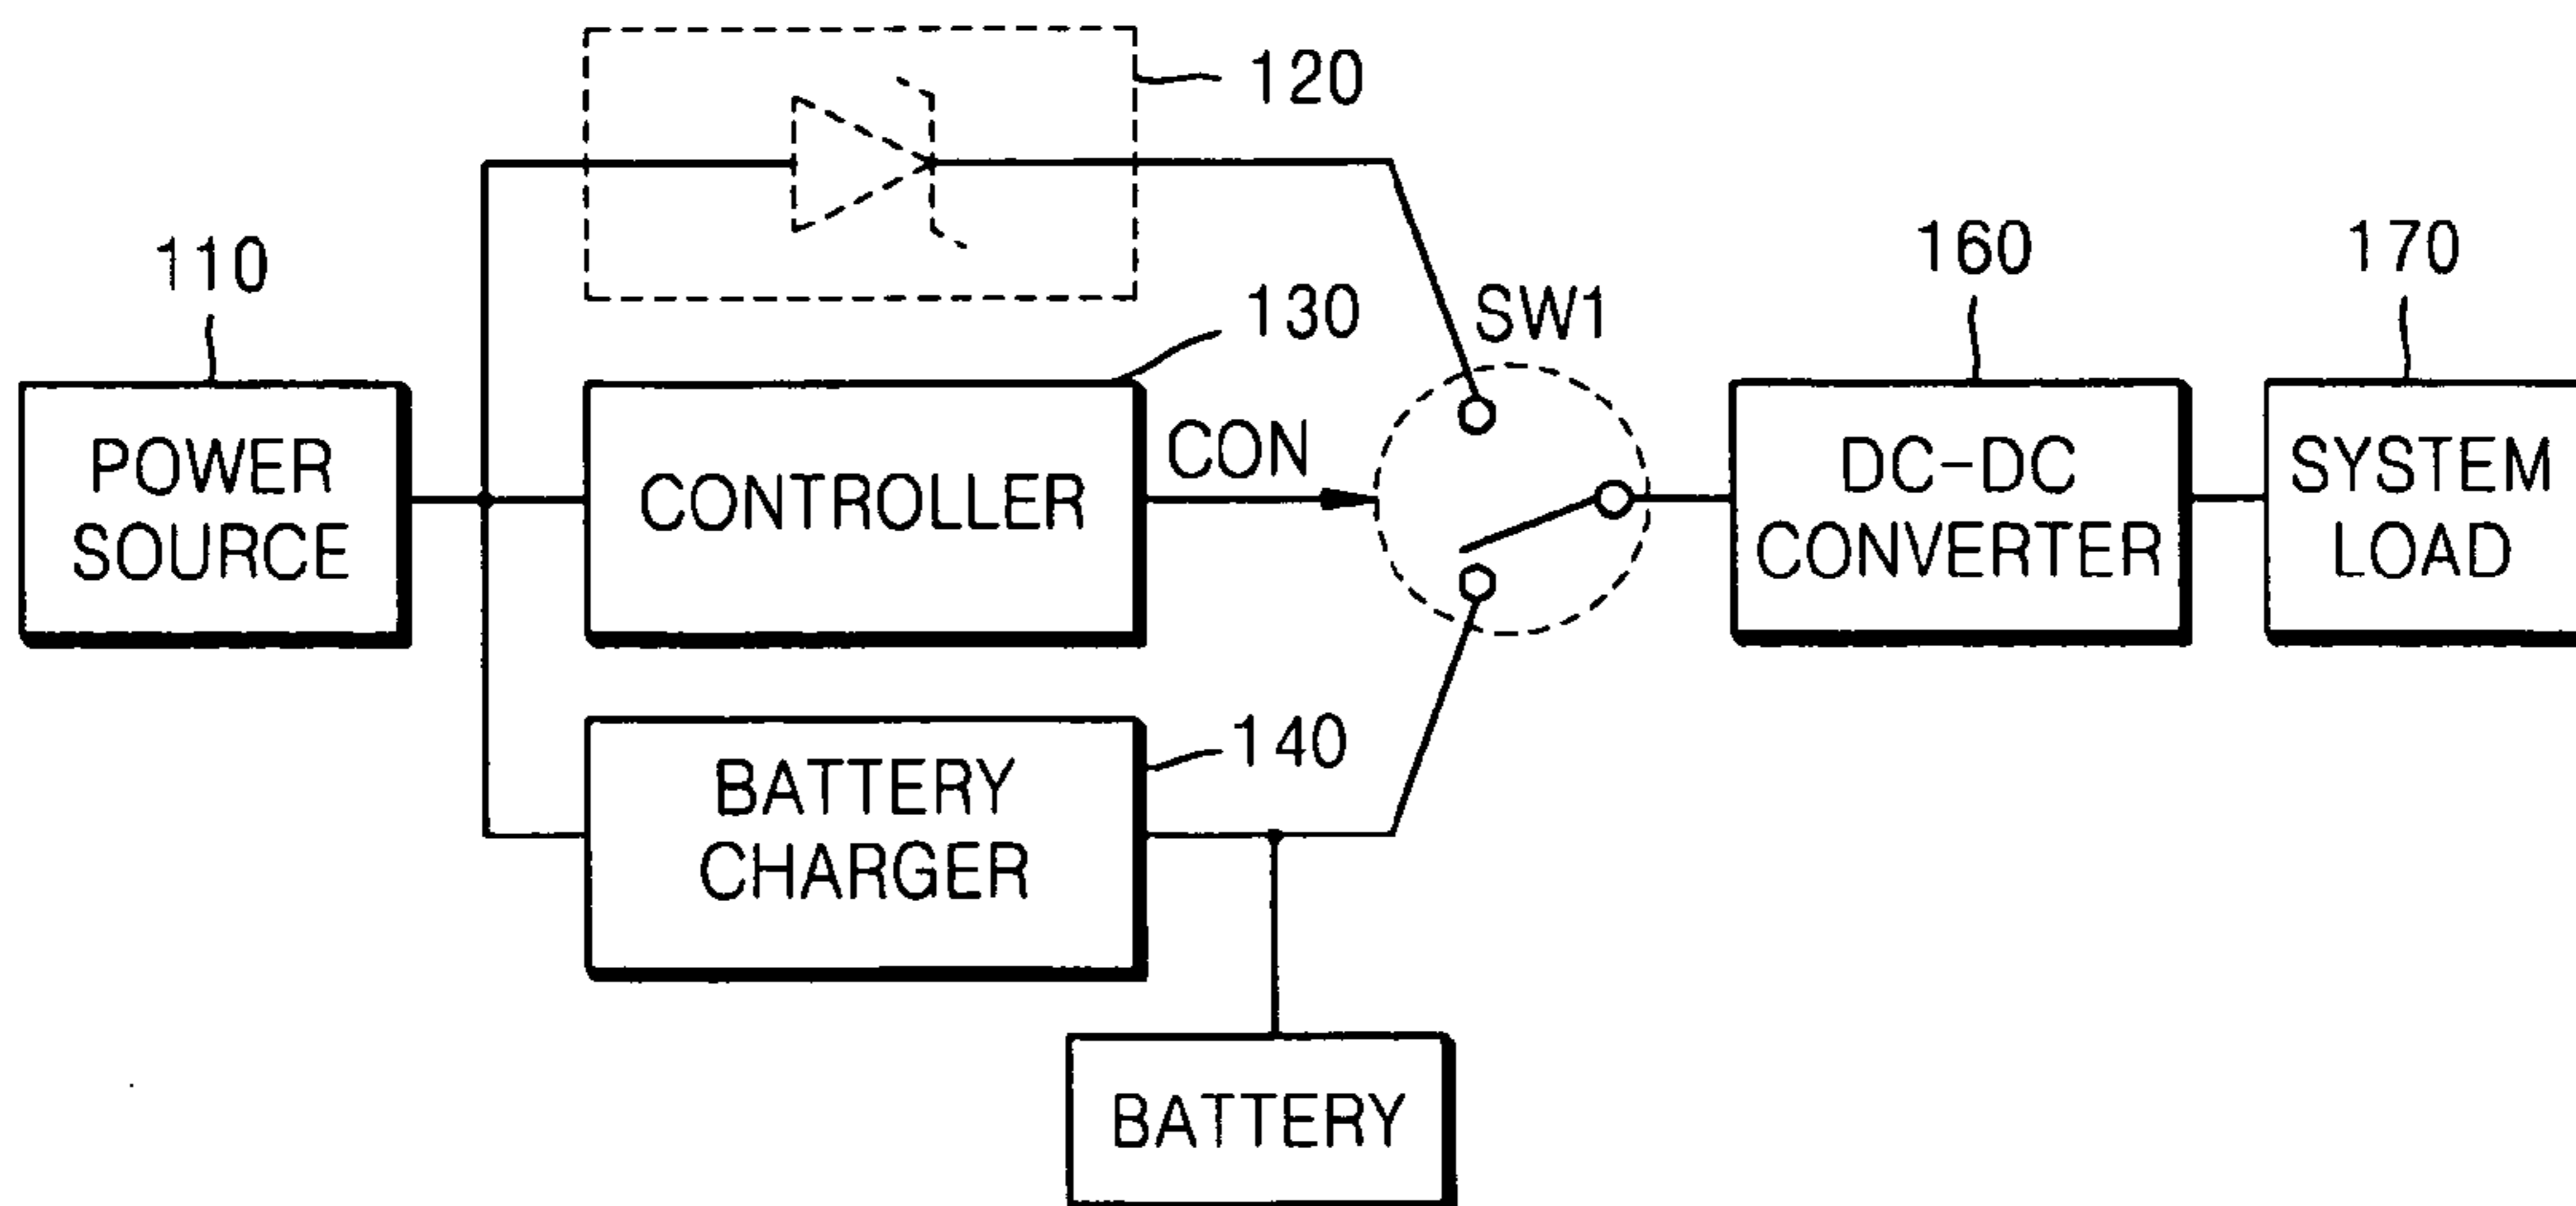 120
110
130
SW1
160
170
POWER
SOURCE
CONTROLLER
CON
DC-DC
CONVERTER
SYSTEM
LOAD
140
BATTERY
CHARGER
BATTERY